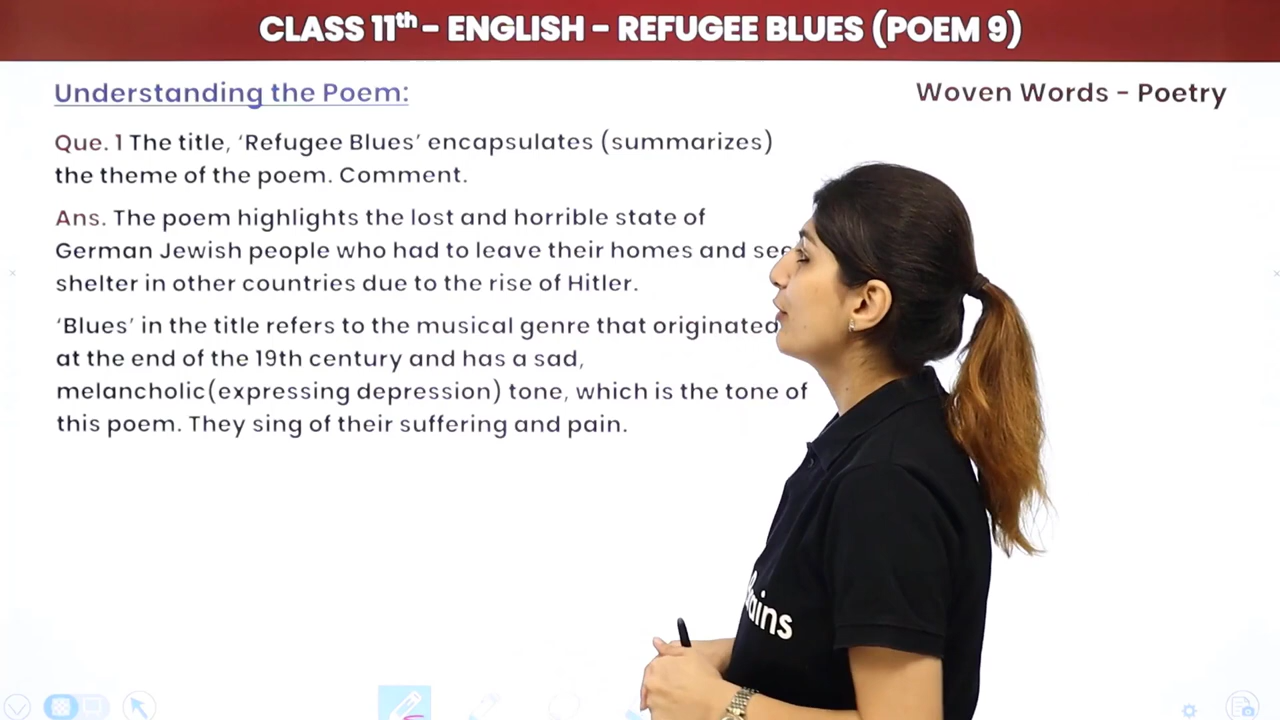 CLASS 11th - ENGLISH - REFUGEE BLUES (POEM 9)
Understanding the Poem:
Woven Words - Poetry
Que. 1 The title, ‘Refugee Blues’ encapsulates (summarizes)
the theme of the poem. Comment.
Ans. The poem highlights the lost and horrible state of
German Jewish people who had to leave their homes and
shelter in other countries due to the rise of Hitler.
‘Blues’ in the title refers to the musical genre that originated
at the end of the 19th century and has a sad,
melancholic(expressing depression) tone, which is the tone of
this poem. They sing of their suffering and pain.